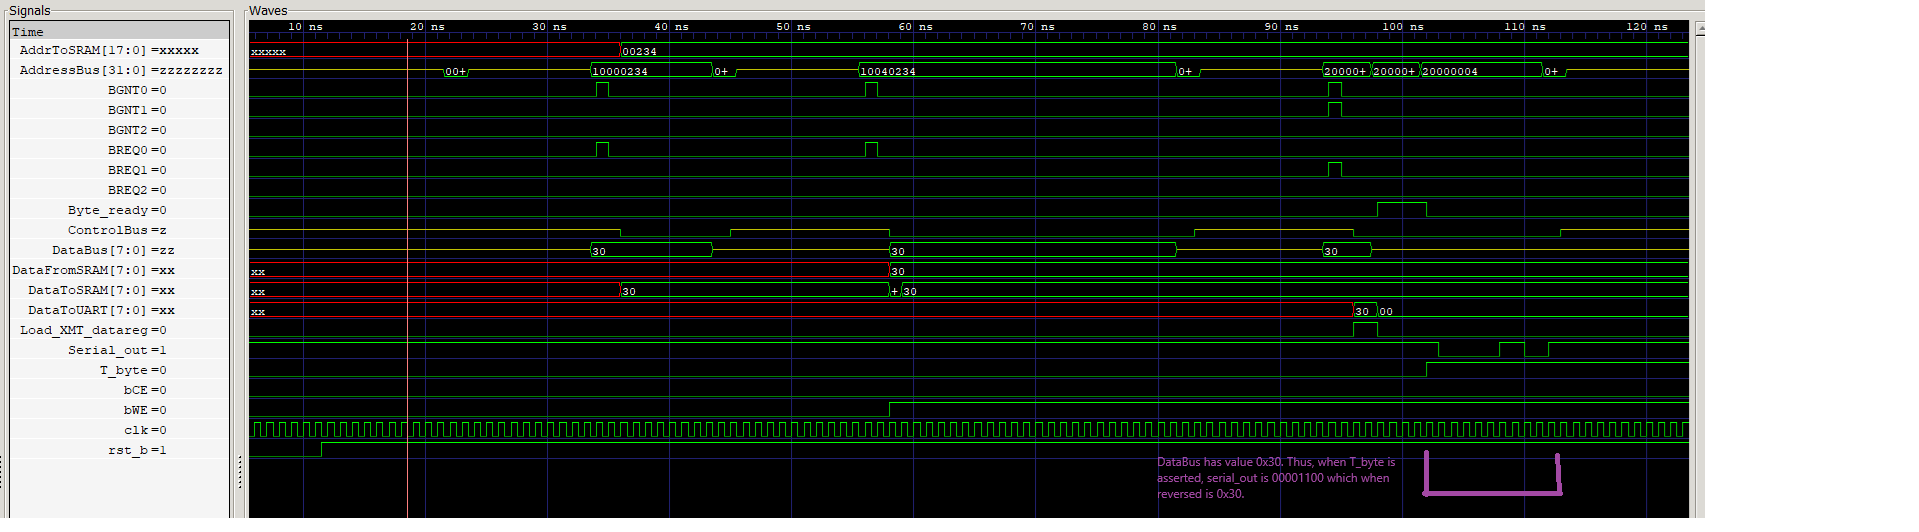 Signals
Waves
Time
10 ns 20 ns 30 ns 40 ns 50 ns 60 ns 70 ns 80 ns 90 ns 100 ns 110 ns 120 ns
AddrToSRAM[17:0] =xxxxx xxxxx 00234
AddressBus[31:0] =zzzzzzzz 00+ 10000234 0+ 10040234 0+ 20000+ 20000+ 20000004 0+
BGNT0 =0
BGNT1 =0
BGNT2 =0
BREQ0 =0
BREQ1 =0
BREQ2 =0
Byte_ready =0
ControlBus =z
DataBus[7:0] =zz 30 30 30
DataFromSRAM[7:0] =xx xx 30
DataToSRAM[7:0] =xx xx 30 + 30
DataToUART[7:0] =xx xx 30 00
Load_XMT_datareg =0
Serial_out =1
T_byte =0
bCE =0
bWE =0
clk =0
rst_b =1
DataBus has value 0x30. Thus, when T_byte is
asserted, serial_out is 00001100 which when
reversed is 0x30.